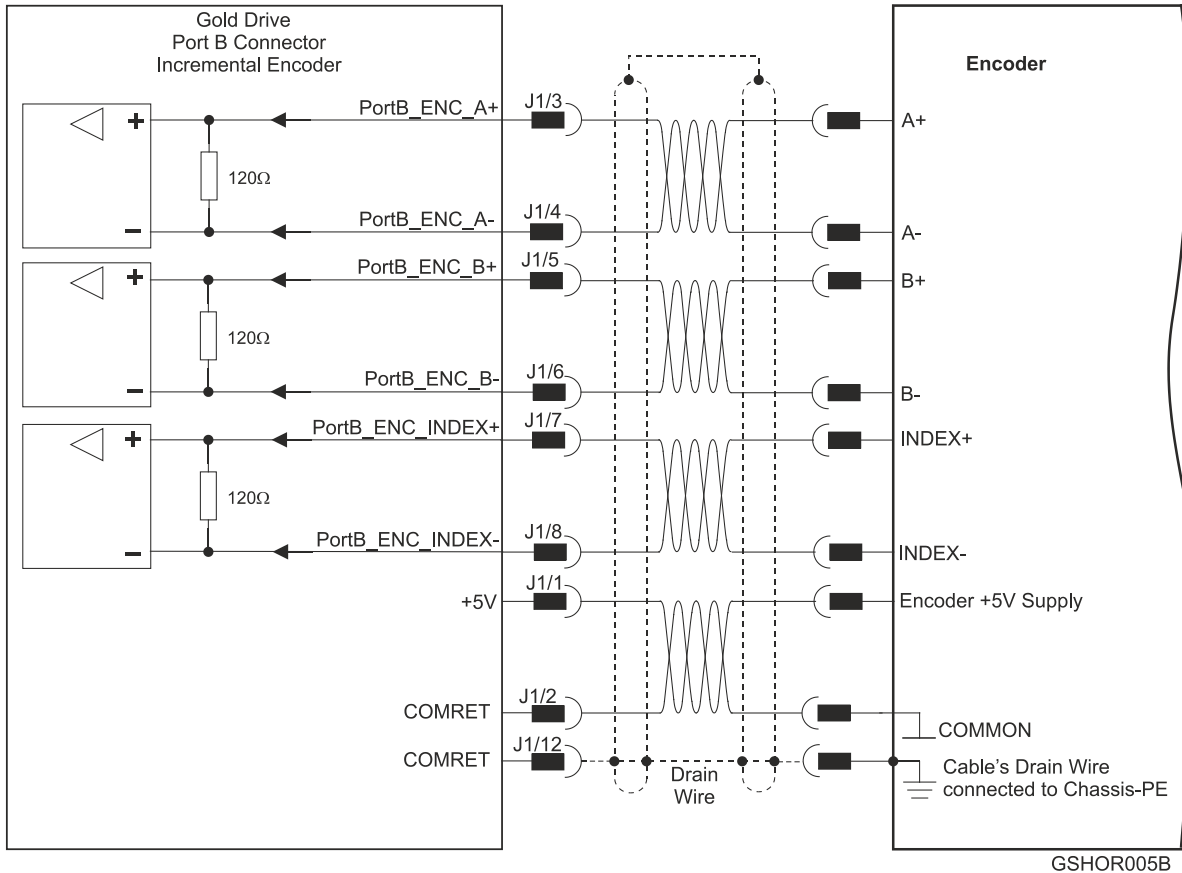 Gold Drive
Port B Connector
Incremental Encoder
Encoder
+
PortB_ENC_A+
J1/3
A+
120Ω
-
PortB_ENC_A-
J1/4
A-
+
PortB_ENC_B+
J1/5
B+
120Ω
-
PortB_ENC_B-
J1/6
B-
+
PortB_ENC_INDEX+
J1/7
INDEX+
120Ω
-
PortB_ENC_INDEX-
J1/8
INDEX-
+5V
J1/1
Encoder +5V Supply
COMRET
J1/2
COMMON
COMRET
J1/12
Drain
Wire
Cable's Drain Wire
connected to Chassis-PE
GSHOR005B